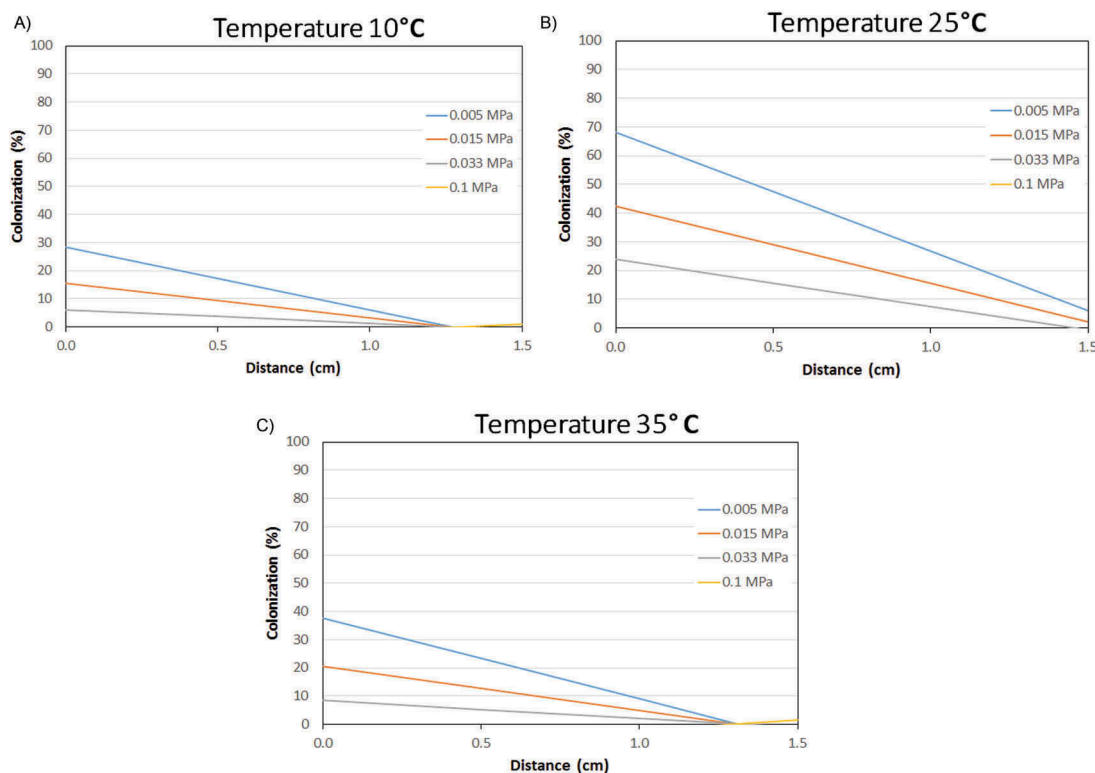 A)
Temperature 10°C
100
90
80
70
60
50
40
30
20
10
0
Colonization (%)
0.005 MPa
0.015 MPa
0.033 MPa
0.1 MPa
0.0 0.5 1.0 1.5
Distance (cm)
B)
Temperature 25°C
100
90
80
70
60
50
40
30
20
10
0
Colonization (%)
0.005 MPa
0.015 MPa
0.033 MPa
0.1 MPa
0.0 0.5 1.0 1.5
Distance (cm)
C)
Temperature 35° C
100
90
80
70
60
50
40
30
20
10
0
Colonization (%)
0.005 MPa
0.015 MPa
0.033 MPa
0.1 MPa
0.0 0.5 1.0 1.5
Distance (cm)